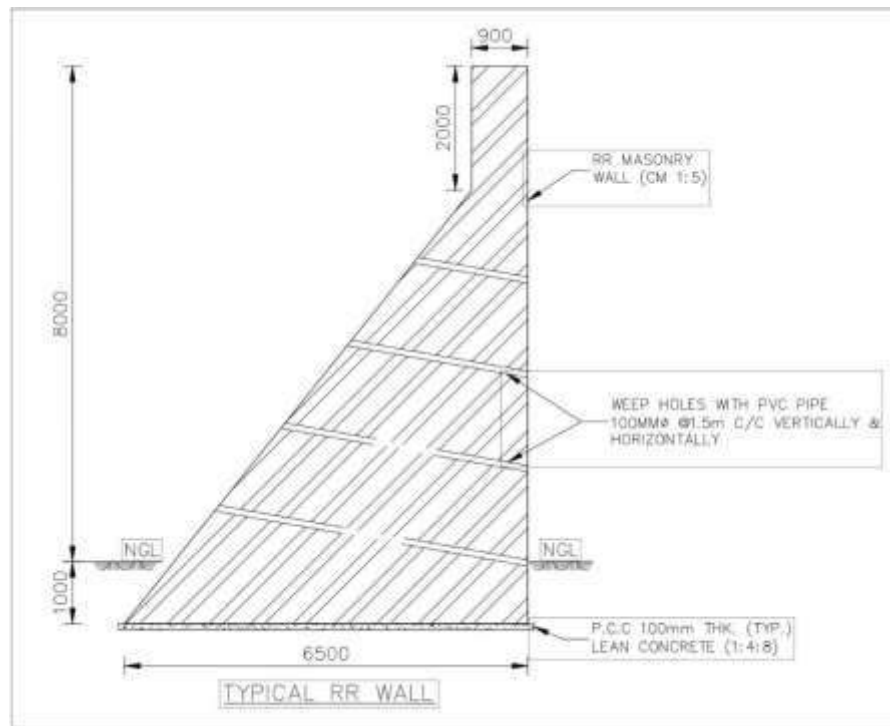 900
2000
RR MASONRY
WALL (CM 1:5)
8000
WEEP HOLES WITH PVC PIPE
100MMØ @1.5m C/C VERTICALLY &
HORIZONTALLY
NGL
NGL
1000
P.C.C 100mm THK. (TYP.)
LEAN CONCRETE (1:4:8)
6500
TYPICAL RR WALL